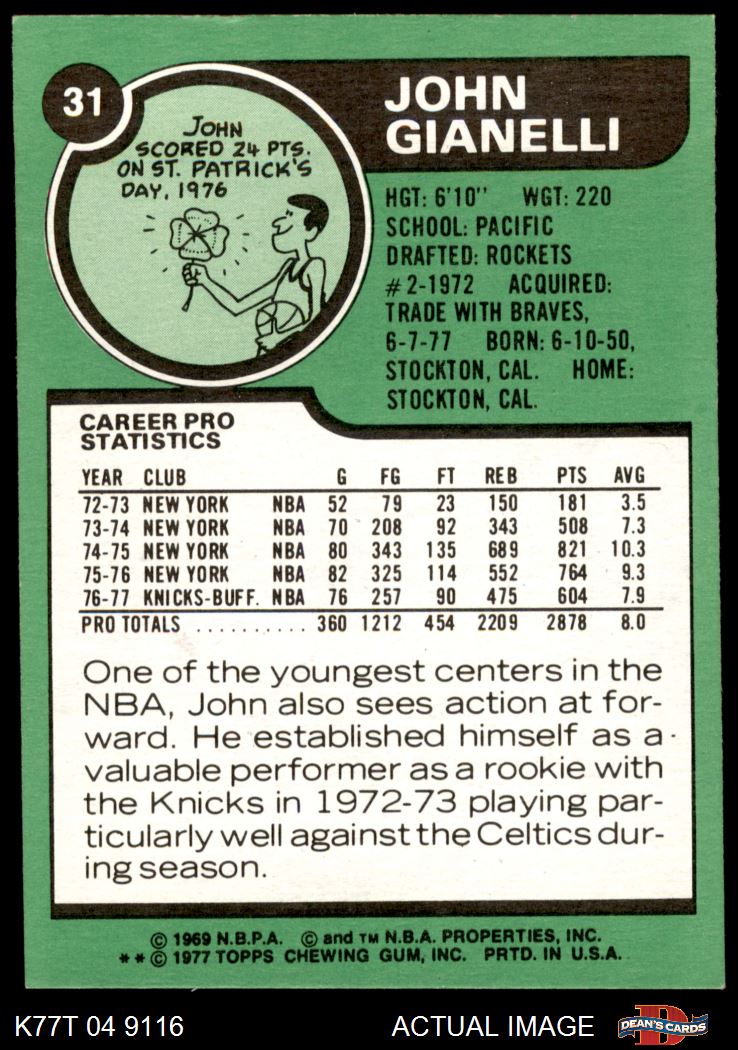 31
JOHN
SCORED 24 PTS.
ON ST. PATRICK'S
DAY, 1976
JOHN
GIANELLI
HGT: 6'10" WGT: 220
SCHOOL: PACIFIC
DRAFTED: ROCKETS
#2-1972 ACQUIRED:
TRADE WITH BRAVES,
6-7-77 BORN: 6-10-50,
STOCKTON, CAL. HOME:
STOCKTON, CAL.
CAREER PRO
STATISTICS
YEAR CLUB G FG FT REB PTS AVG
72-73 NEW YORK NBA 52 79 23 150 181 3.5
73-74 NEW YORK NBA 70 208 92 343 508 7.3
74-75 NEW YORK NBA 80 343 135 689 821 10.3
75-76 NEW YORK NBA 82 325 114 552 764 9.3
76-77 KNICKS-BUFF. NBA 76 257 90 475 604 7.9
PRO TOTALS .......... 360 1212 454 2209 2878 8.0
One of the youngest centers in the
NBA, John also sees action at for-
ward. He established himself as a
valuable performer as a rookie with
the Knicks in 1972-73 playing par-
ticularly well against the Celtics dur-
ing season.
© 1969 N.B.P.A. © and TM N.B.A. PROPERTIES, INC.
**© 1977 TOPPS CHEWING GUM, INC. PRTD. IN U.S.A.
K77T 04 9116 ACTUAL IMAGE D DEAN'S CARDS